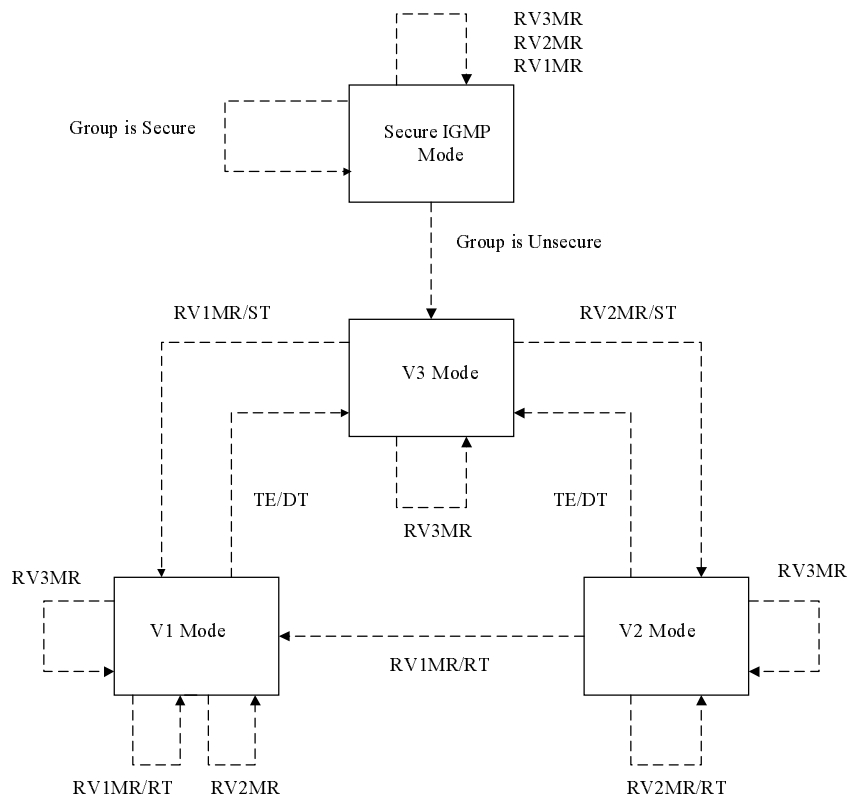 RV3MR
RV2MR
RV1MR
Group is Secure
Secure IGMP
Mode
Group is Unsecure
RV1MR/ST
RV2MR/ST
V3 Mode
TE/DT
TE/DT
RV3MR
RV3MR
RV3MR
V1 Mode
V2 Mode
RV1MR/RT
RV1MR/RT
RV2MR
RV2MR/RT